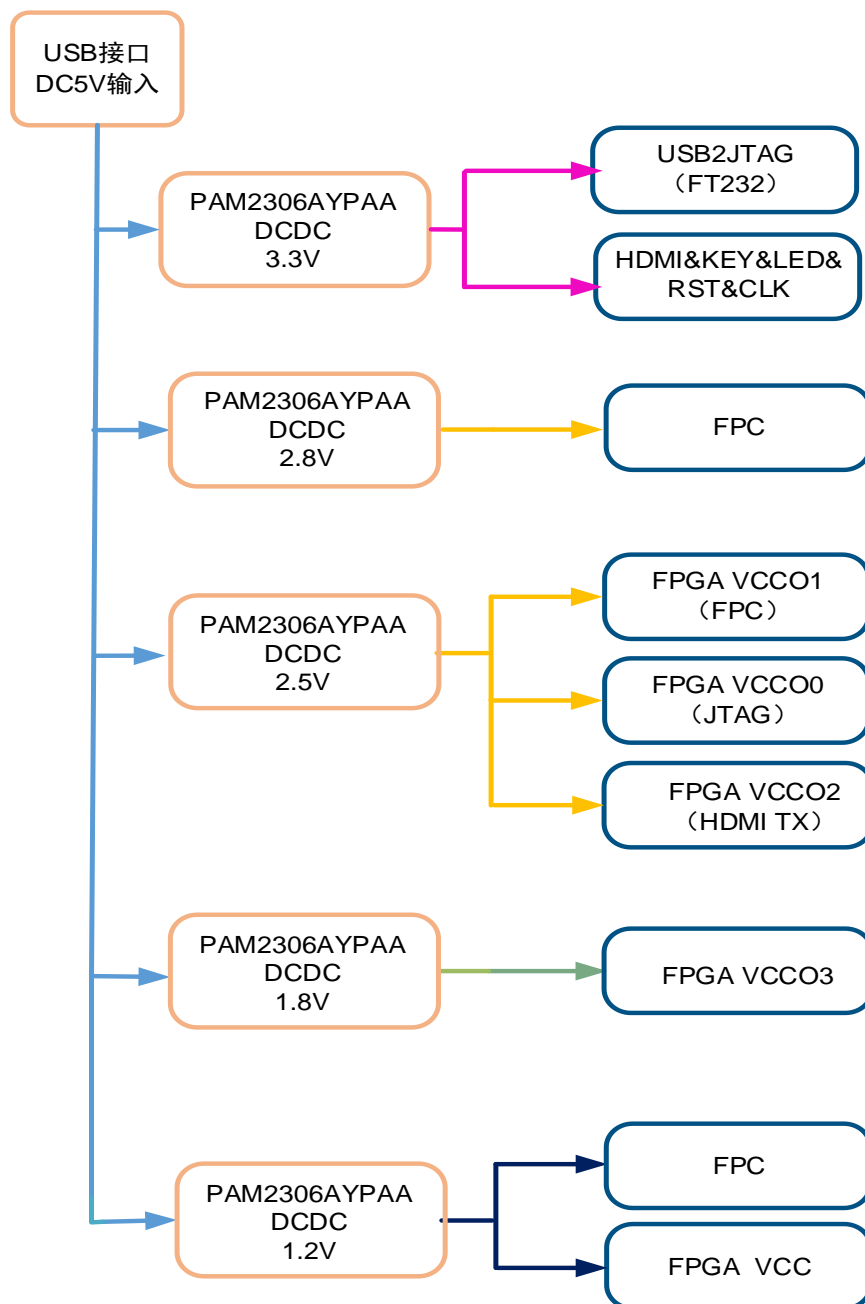 USB接口
DC5V输入
PAM2306AYPAA
DCDC
3.3V
USB2JTAG
（FT232）
HDMI&KEY&LED&
RST&CLK
PAM2306AYPAA
DCDC
2.8V
FPC
PAM2306AYPAA
DCDC
2.5V
FPGA VCCO1
（FPC）
FPGA VCCO0
（JTAG）
FPGA VCCO2
（HDMI TX）
PAM2306AYPAA
DCDC
1.8V
FPGA VCCO3
PAM2306AYPAA
DCDC
1.2V
FPC
FPGA  VCC